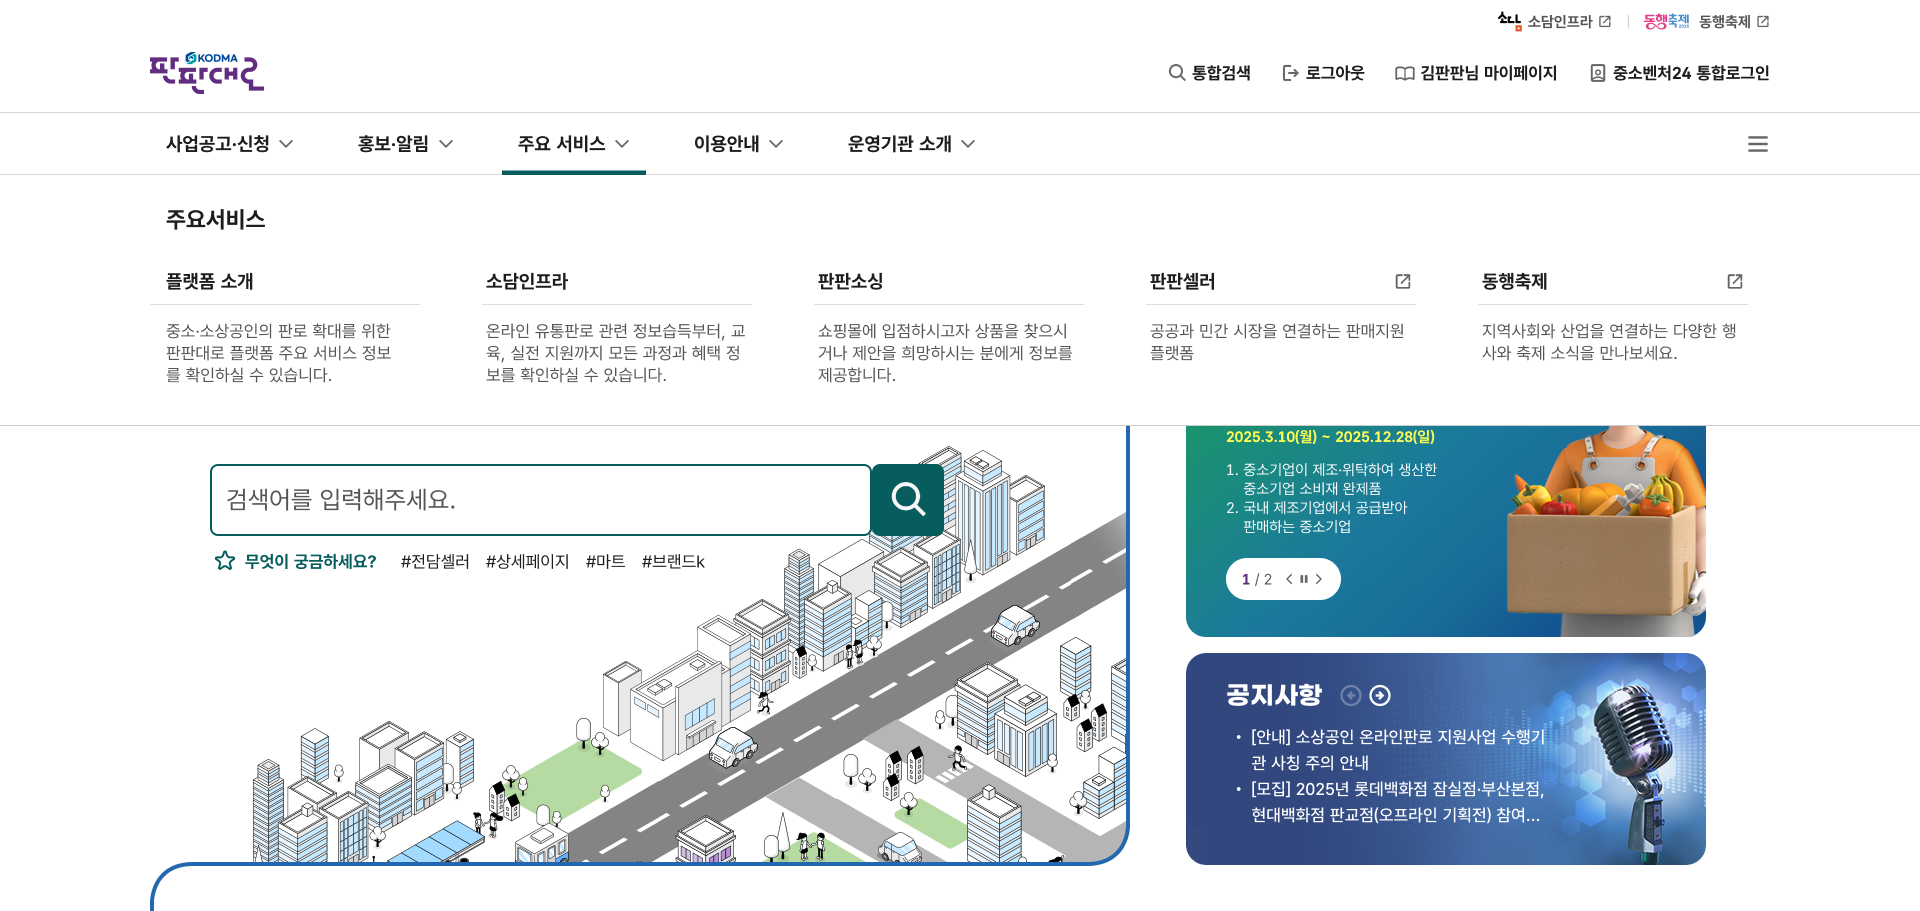 소담 소담인프라
동행축제 2025 동행축제
KODMA
판판대로
통합검색
로그아웃
김판판님 마이페이지
중소벤처24 통합로그인
사업공고·신청
홍보·알림
주요 서비스
이용안내
운영기관 소개
주요서비스
플랫폼 소개
중소·소상공인의 판로 확대를 위한
판판대로 플랫폼 주요 서비스 정보
를 확인하실 수 있습니다.
소담인프라
온라인 유통판로 관련 정보습득부터, 교
육, 실전 지원까지 모든 과정과 혜택 정
보를 확인하실 수 있습니다.
판판소싱
쇼핑몰에 입점하시고자 상품을 찾으시
거나 제안을 희망하시는 분에게 정보를
제공합니다.
판판셀러
공공과 민간 시장을 연결하는 판매지원
플랫폼
동행축제
지역사회와 산업을 연결하는 다양한 행
사와 축제 소식을 만나보세요.
검색어를 입력해주세요.
무엇이 궁금하세요?
#전담셀러
#상세페이지
#마트
#브랜드k
2025.3.10(월) ~ 2025.12.28(일)
1. 중소기업이 제조·위탁하여 생산한
중소기업 소비재 완제품
2. 국내 제조기업에서 공급받아
판매하는 중소기업
1 / 2
공지사항
• [안내] 소상공인 온라인판로 지원사업 수행기
관 사칭 주의 안내
• [모집] 2025년 롯데백화점 잠실점·부산본점,
현대백화점 판교점(오프라인 기획전) 참여...